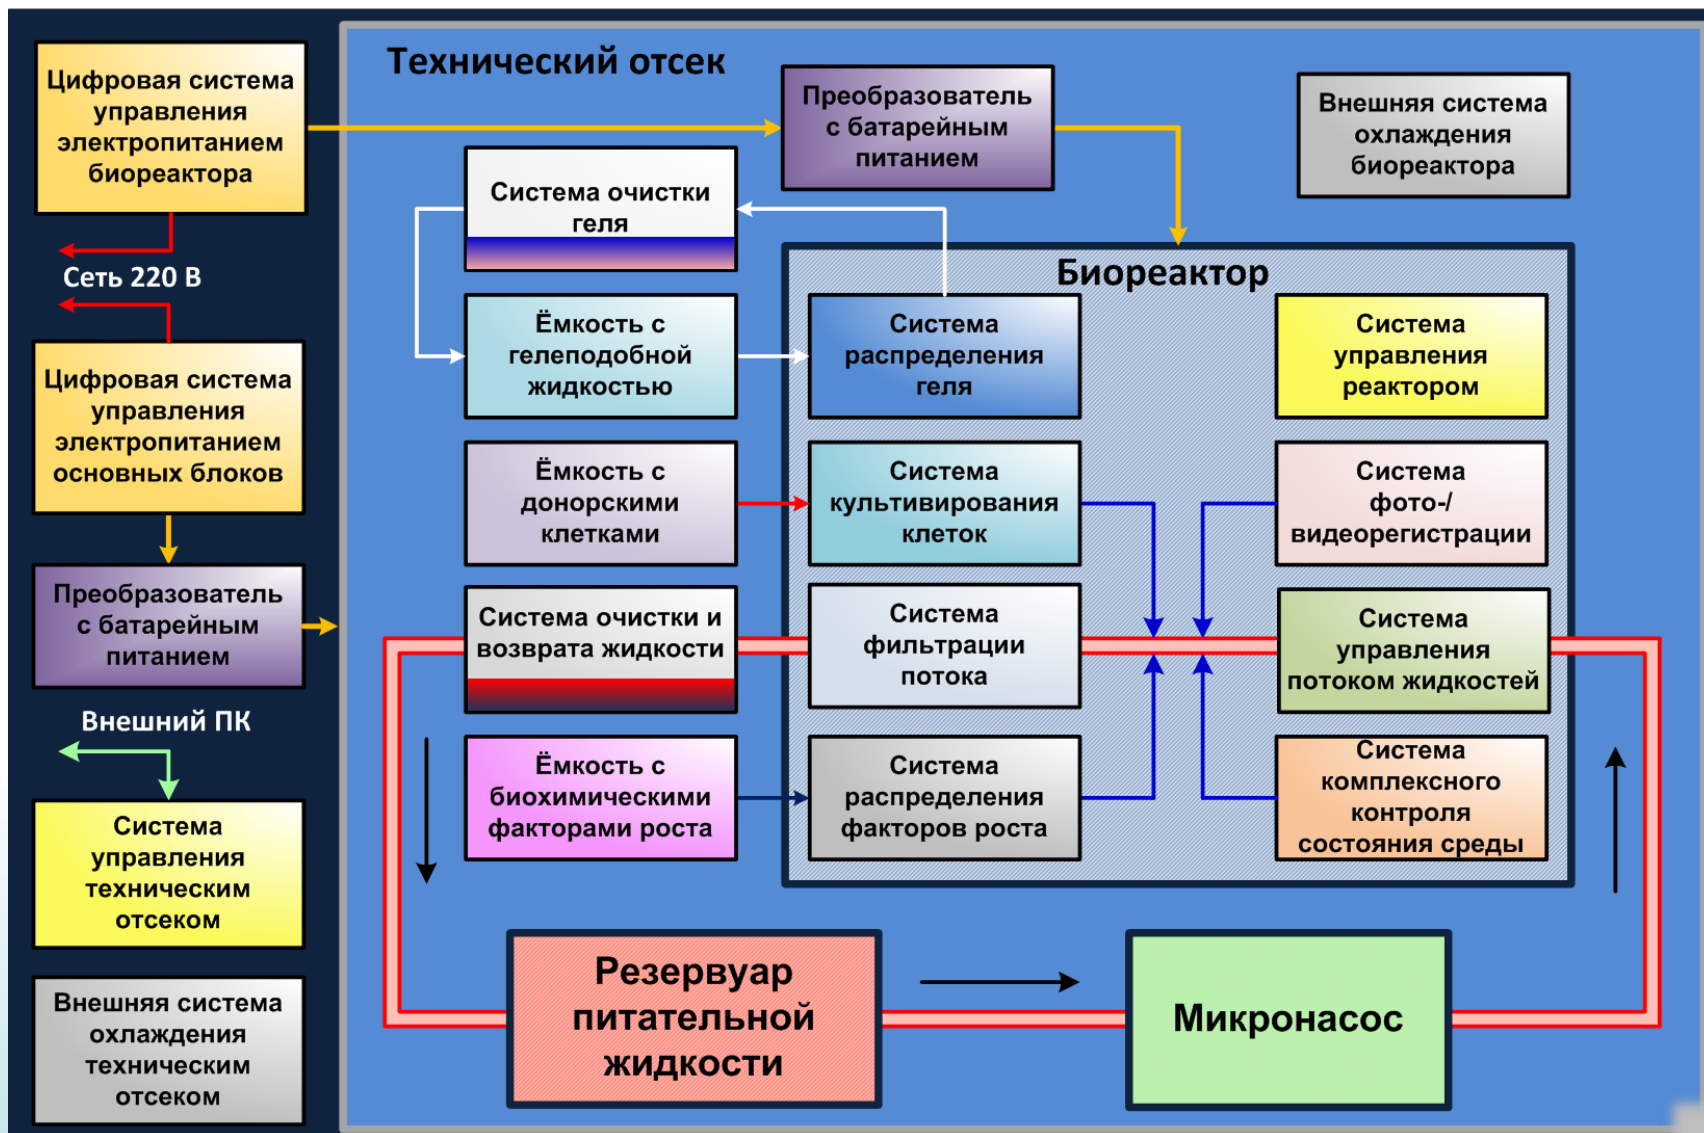 Цифровая система
управления
электропитанием
биореактора
Сеть 220 В
Цифровая система
управления
электропитанием
основных блоков
Преобразователь
с батарейным
питанием
Внешний ПК
Система
управления
техническим
отсеком
Внешняя система
охлаждения
техническим
отсеком
Технический отсек
Преобразователь
с батарейным
питанием
Внешняя система
охлаждения
биореактора
Система очистки
геля
Биореактор
Ёмкость с
гелеподобной
жидкостью
Система
распределения
геля
Система
управления
реактором
Ёмкость с
донорскими
клетками
Система
культивирования
клеток
Система
фото-/
видеорегистрации
Система очистки и
возврата жидкости
Система
фильтрации
потока
Система
управления
потоком жидкостей
Ёмкость с
биохимическими
факторами роста
Система
распределения
факторов роста
Система
комплексного
контроля
состояния среды
Резервуар
питательной
жидкости
Микронасос